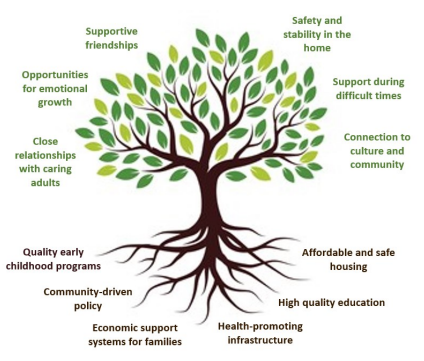 Supportive
friendships
Safety and
stability in the
home
Opportunities
for emotional
growth
Support during
difficult times
Close
relationships
with caring
adults
Connection to
culture and
community
Quality early
childhood programs
Affordable and safe
housing
Community-driven
policy
High quality education
Economic support
systems for families
Health-promoting
infrastructure